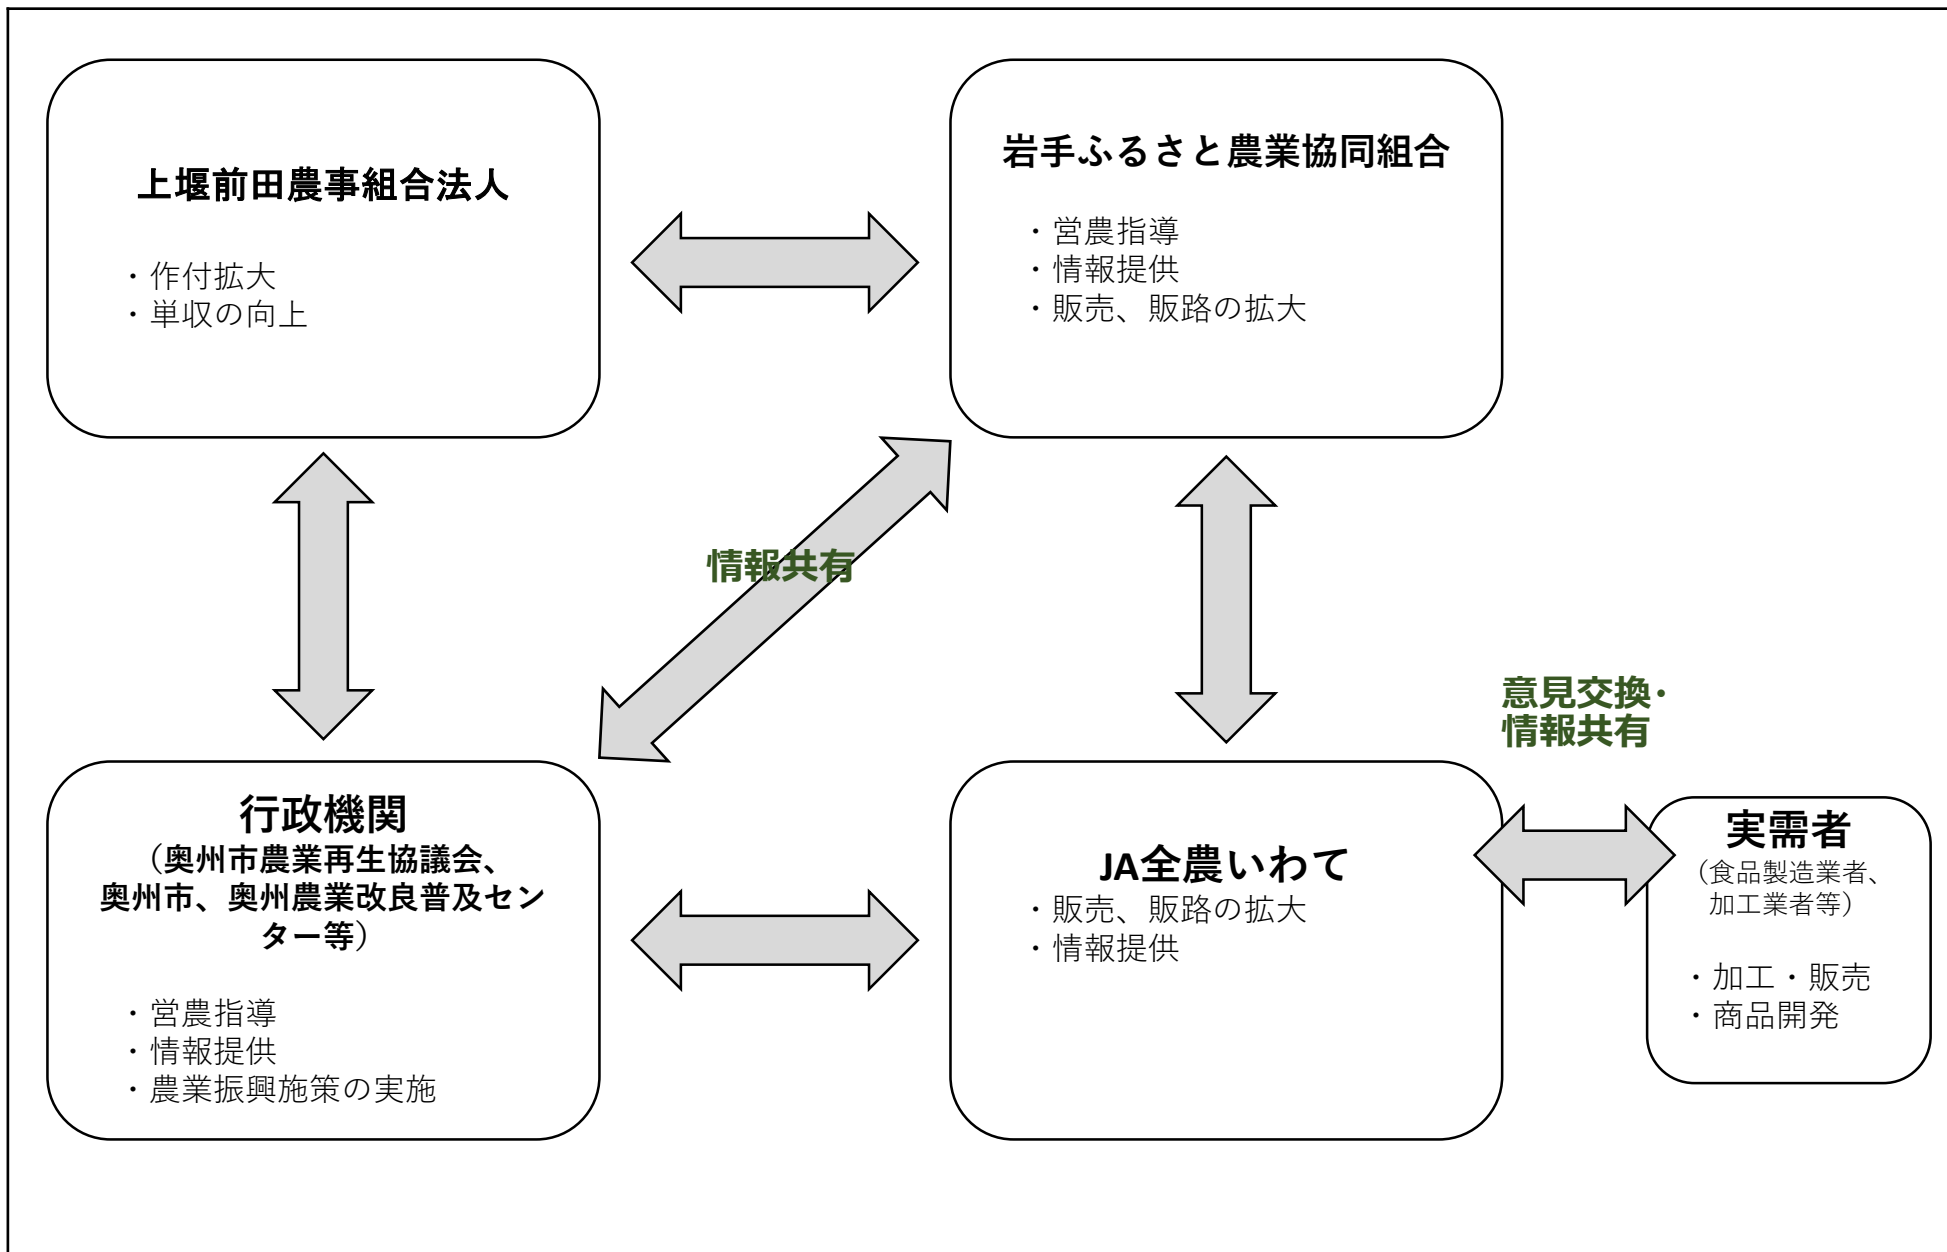 上堰前田農事組合法人
・作付拡大
・単収の向上
岩手ふるさと農業協同組合
・営農指導
・情報提供
・販売、販路の拡大
情報共有
行政機関
（奥州市農業再生協議会、
奥州市、奥州農業改良普及セン
ター等）
・営農指導
・情報提供
・農業振興施策の実施
JA全農いわて
・販売、販路の拡大
・情報提供
意見交換・
情報共有
実需者
（食品製造業者、
加工業者等）
・加工・販売
・商品開発